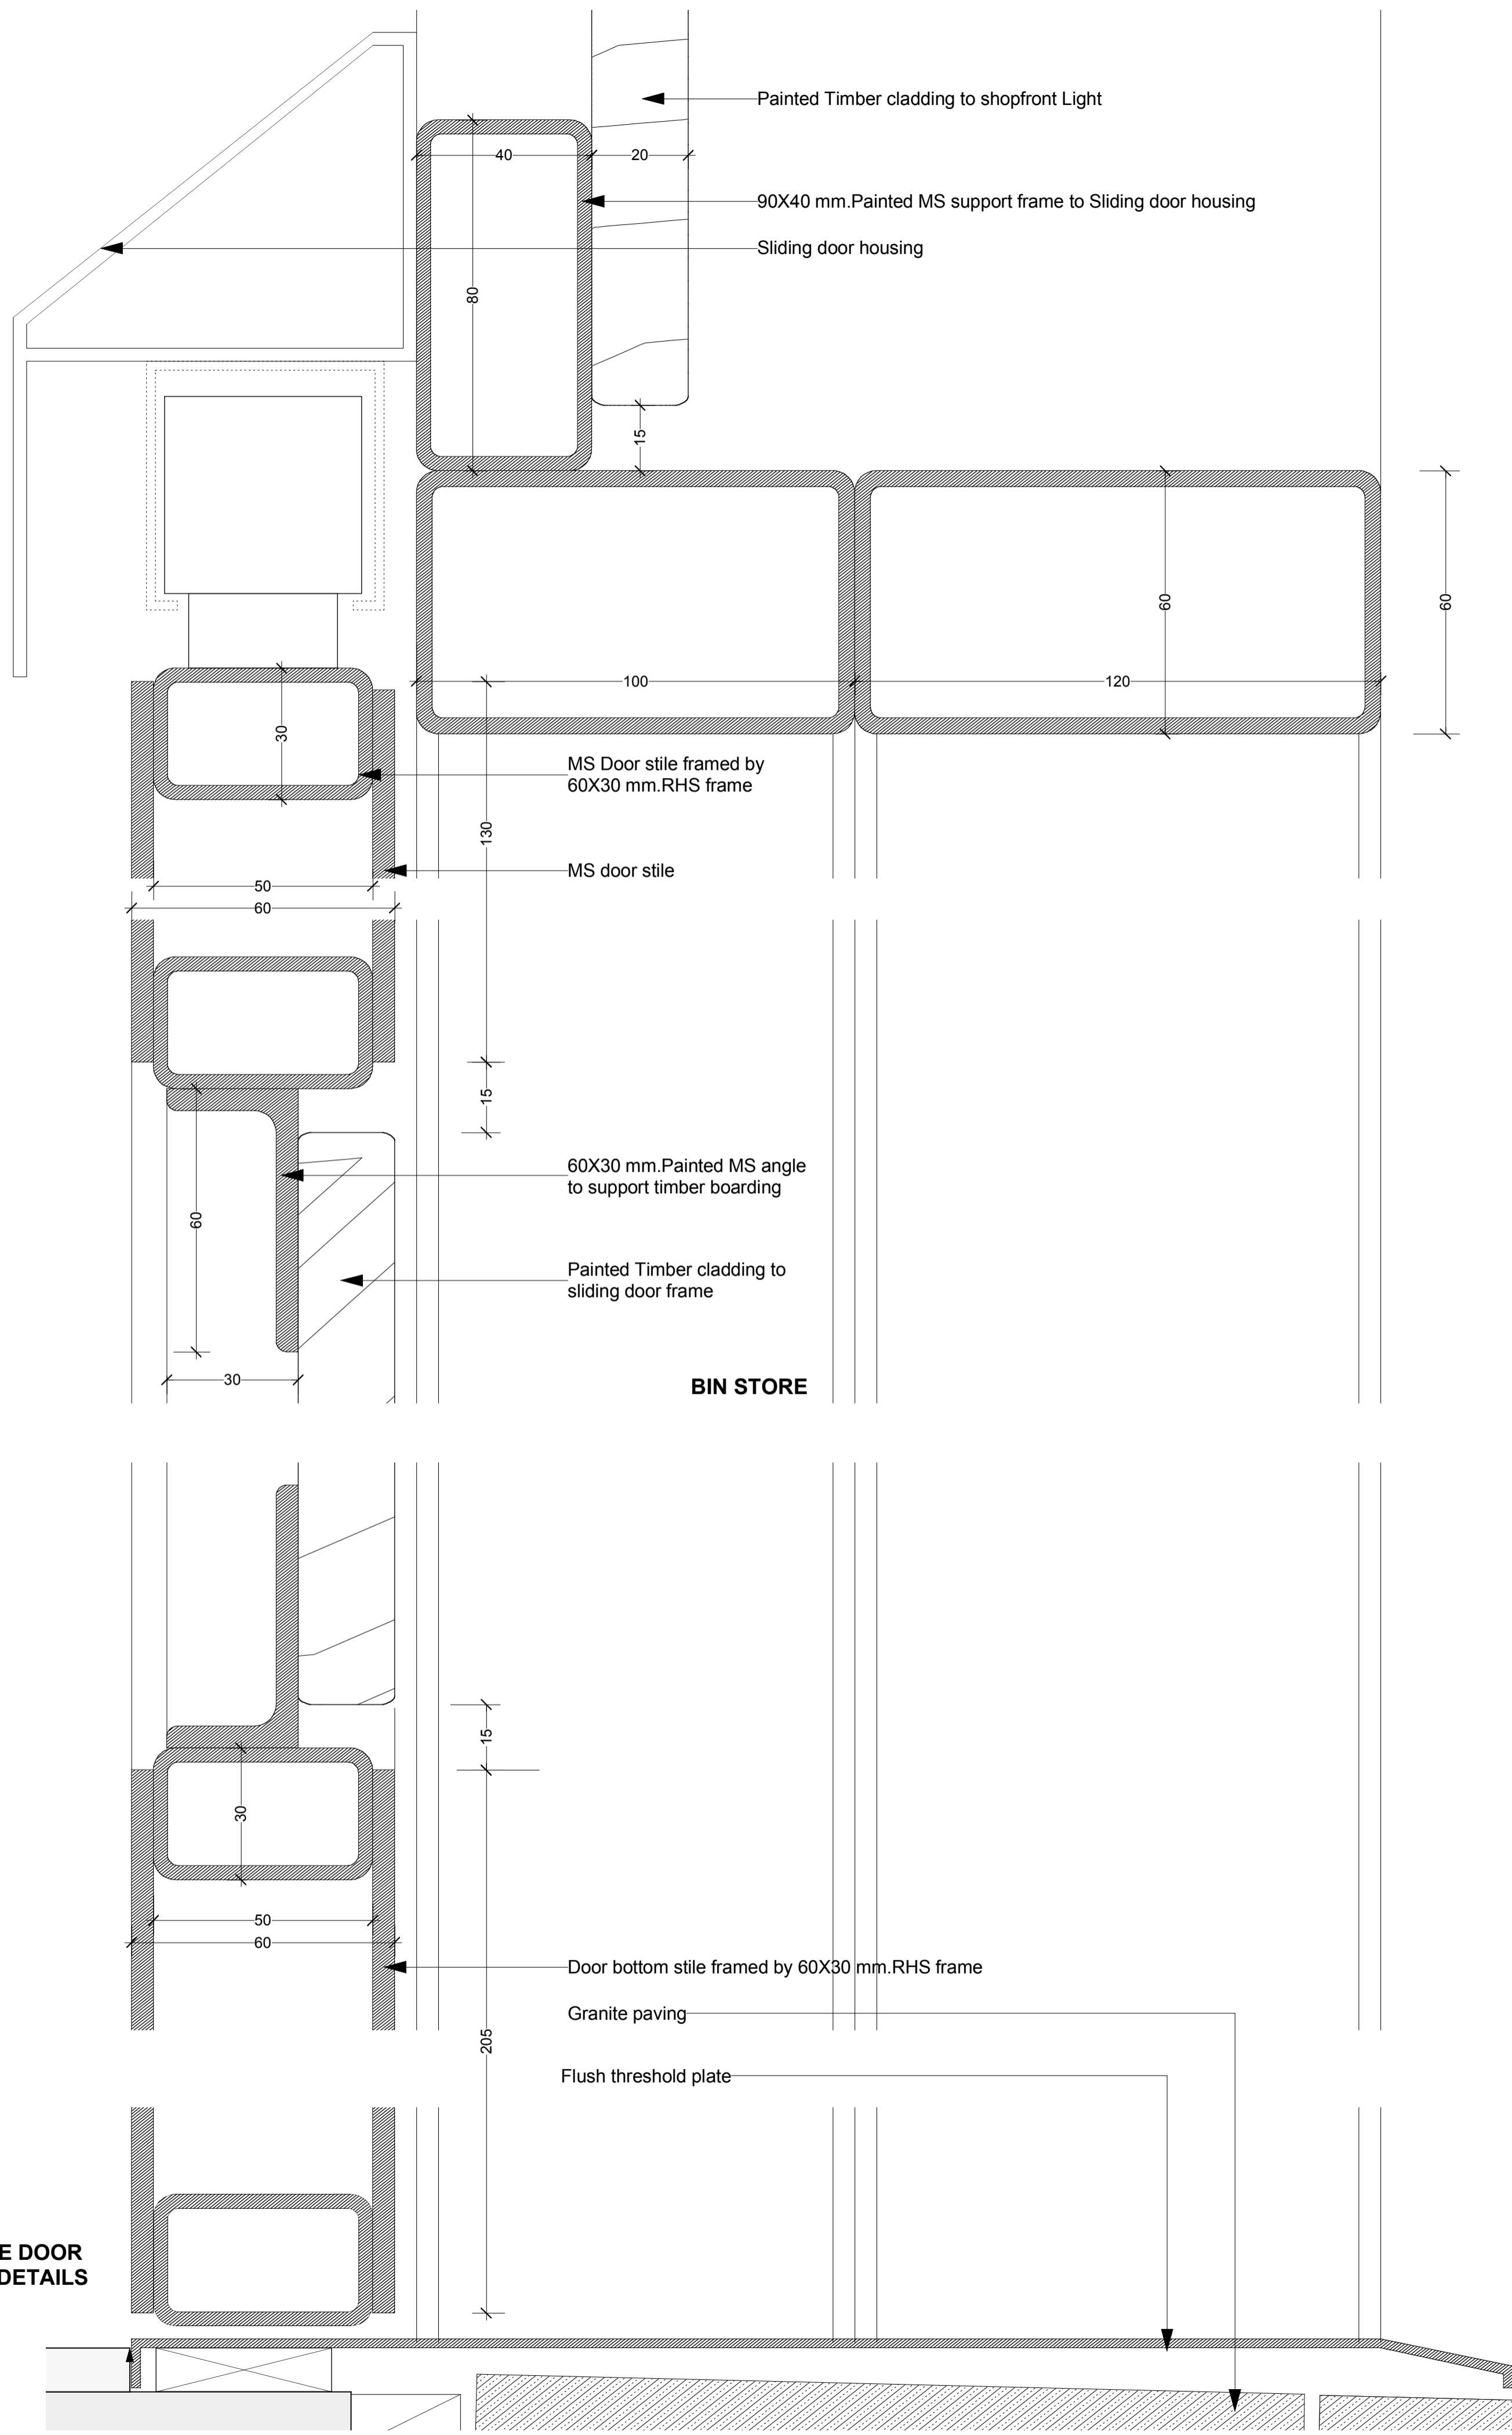 Painted Timber cladding to shopfront Light
40
20
90X40 mm.Painted MS support frame to Sliding door housing
Sliding door housing
80
15
60
60
100
120
30
MS Door stile framed by
60X30 mm.RHS frame
130
MS door stile
50
60
15
60X30 mm.Painted MS angle
to support timber boarding
60
Painted Timber cladding to
sliding door frame
30
BIN STORE
15
30
50
60
Door bottom stile framed by 60X30 mm.RHS frame
Granite paving
205
Flush threshold plate
E DOOR
DETAILS